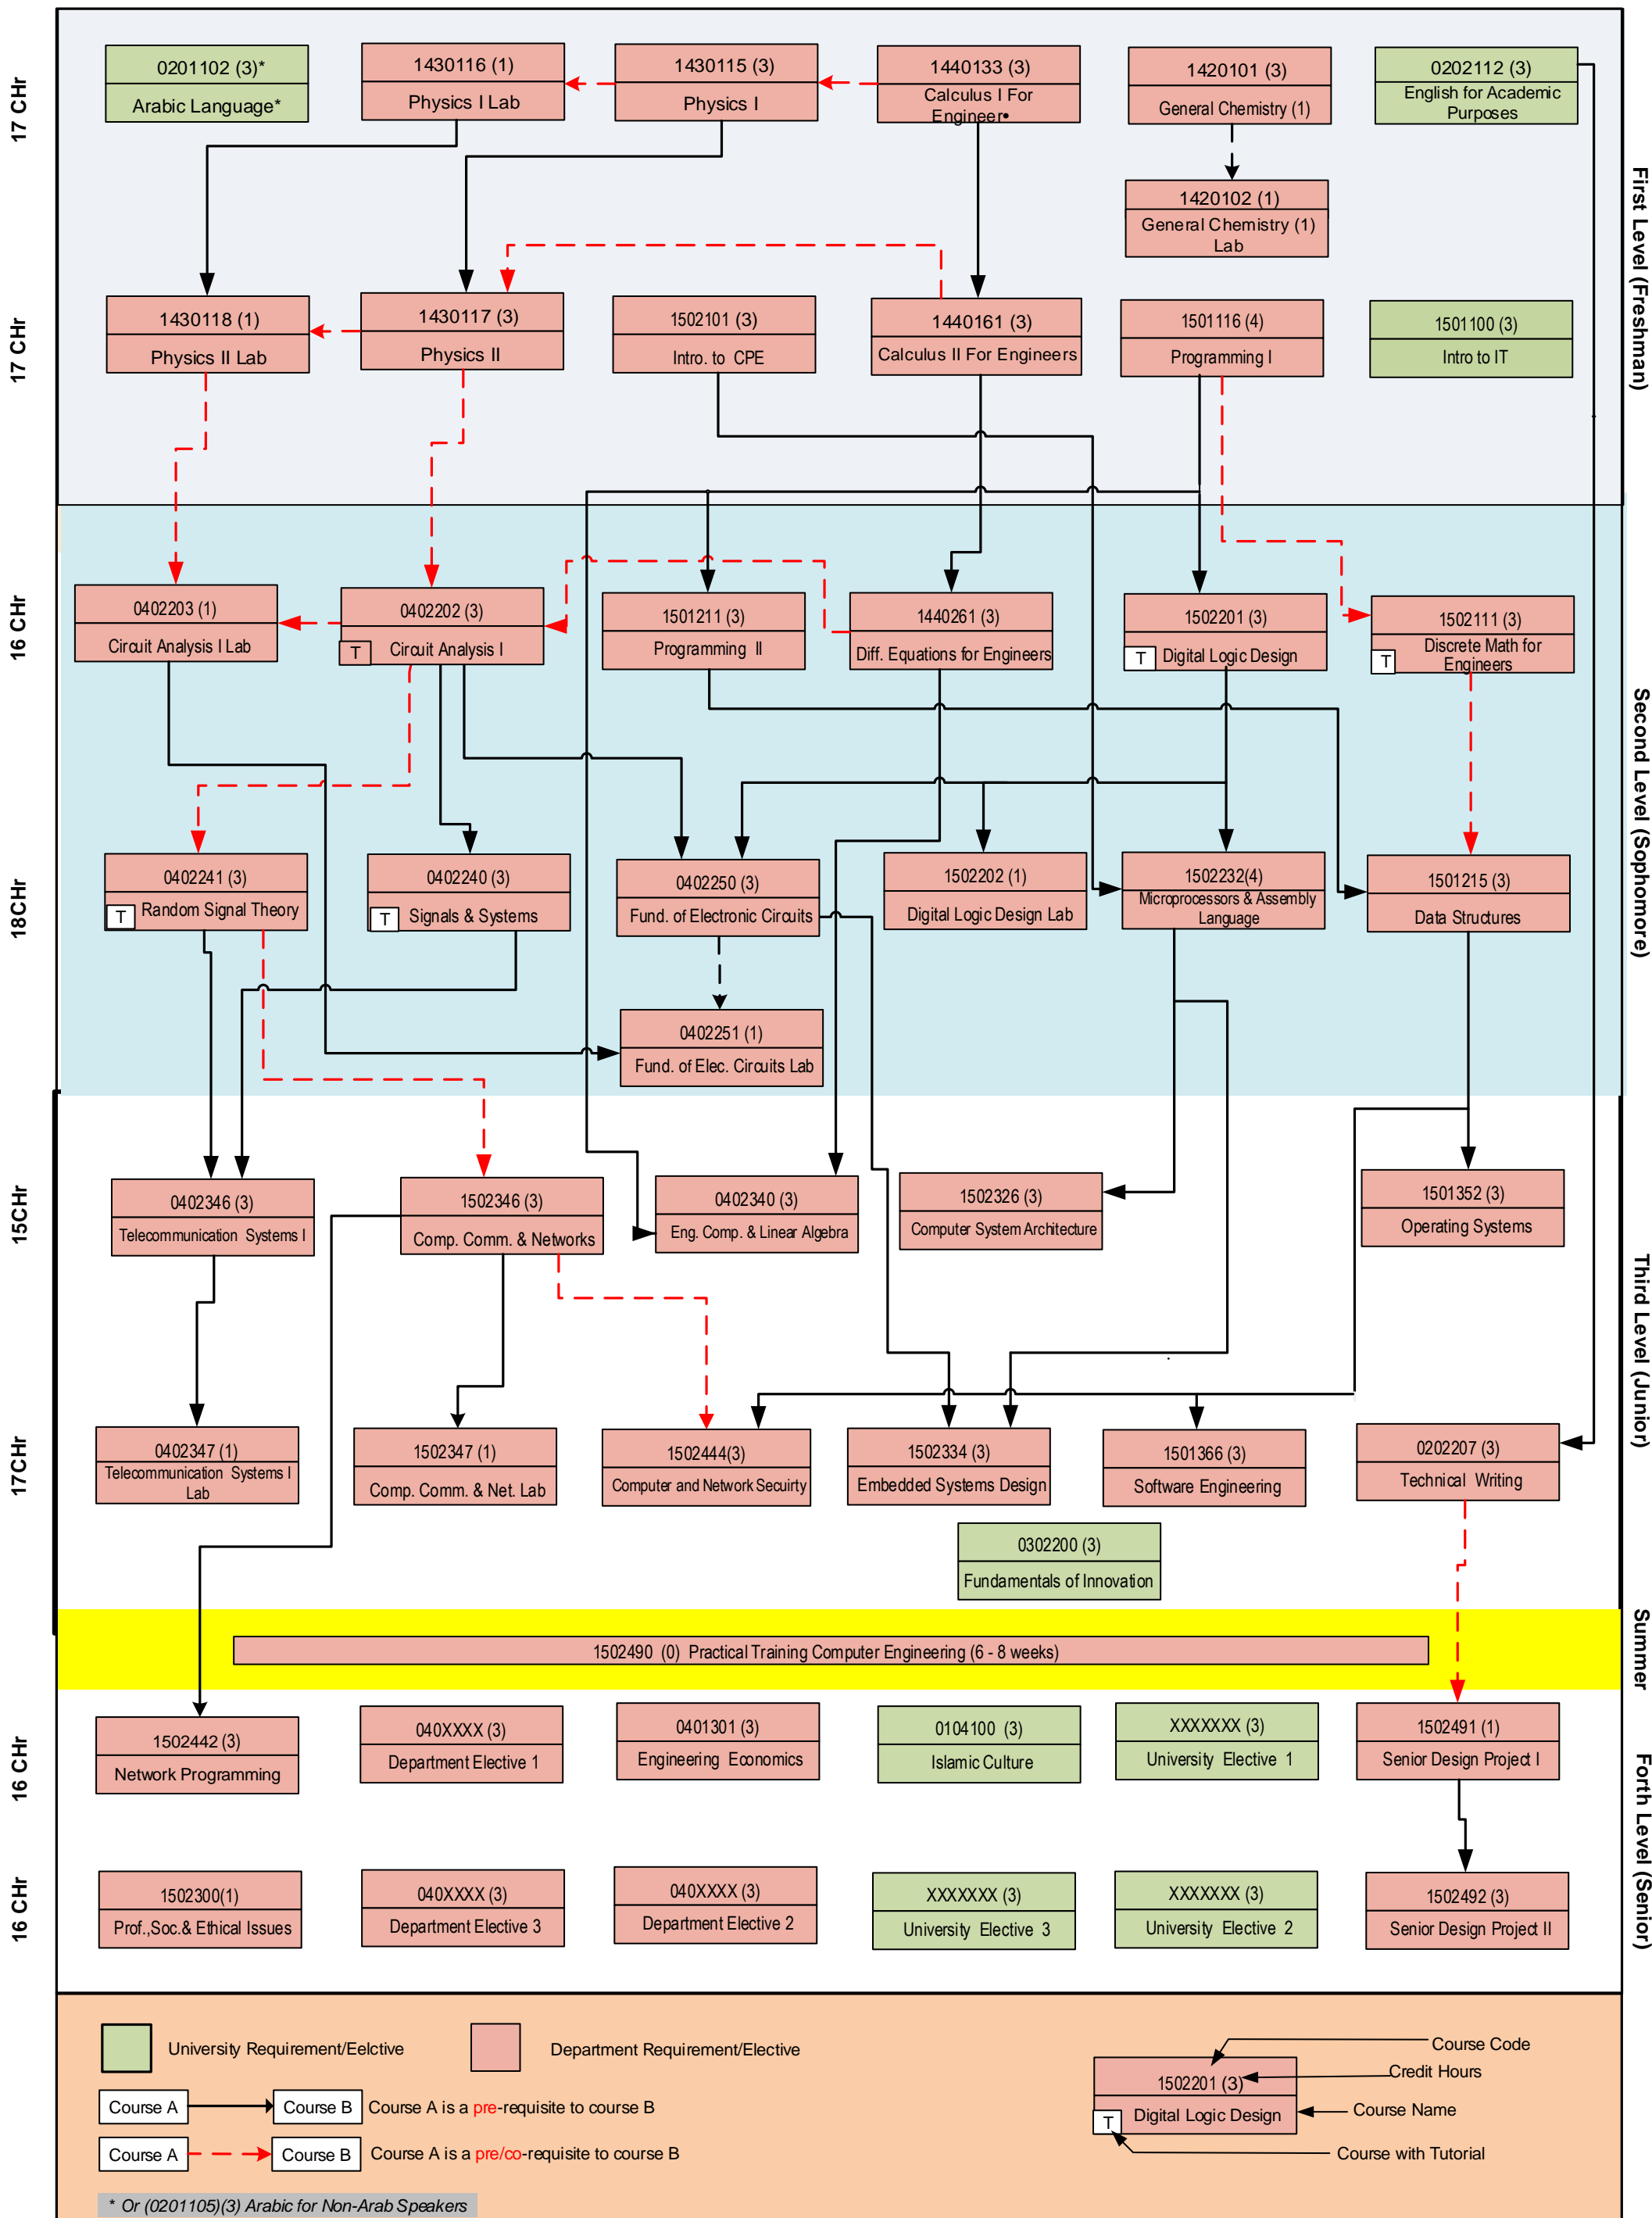 17 CHr
0201102 (3)*
Arabic Language*
1430116 (1)
Physics I Lab
1430115 (3)
Physics I
1440133 (3)
Calculus I For
Engineer•
1420101 (3)
General Chemistry (1)
0202112 (3)
English for Academic
Purposes
1420102 (1)
General Chemistry (1)
Lab
First Level (Freshman)
17 CHr
1430118 (1)
Physics II Lab
1430117 (3)
Physics II
1502101 (3)
Intro. to CPE
1440161 (3)
Calculus II For Engineers
1501116 (4)
Programming I
1501100 (3)
Intro to IT
16 CHr
0402203 (1)
Circuit Analysis I Lab
0402202 (3)
T
Circuit Analysis I
1501211 (3)
Programming II
1440261 (3)
Diff. Equations for Engineers
1502201 (3)
T
Digital Logic Design
1502111 (3)
T
Discrete Math for
Engineers
Second Level (Sophomore)
18CHr
0402241 (3)
T
Random Signal Theory
0402240 (3)
T
Signals & Systems
0402250 (3)
Fund. of Electronic Circuits
1502202 (1)
Digital Logic Design Lab
1502232(4)
Microprocessors & Assembly
Language
1501215 (3)
Data Structures
0402251 (1)
Fund. of Elec. Circuits Lab
15CHr
0402346 (3)
Telecommunication Systems I
1502346 (3)
Comp. Comm. & Networks
0402340 (3)
Eng. Comp. & Linear Algebra
1502326 (3)
Computer System Architecture
1501352 (3)
Operating Systems
Third Level (Junior)
17CHr
0402347 (1)
Telecommunication Systems I
Lab
1502347 (1)
Comp. Comm. & Net. Lab
1502444(3)
Computer and Network Secuirty
1502334 (3)
Embedded Systems Design
1501366 (3)
Software Engineering
0202207 (3)
Technical Writing
0302200 (3)
Fundamentals of Innovation
Summer
1502490 (0) Practical Training Computer Engineering (6 - 8 weeks)
16 CHr
1502442 (3)
Network Programming
040XXXX (3)
Department Elective 1
0401301 (3)
Engineering Economics
0104100 (3)
Islamic Culture
XXXXXXX (3)
University Elective 1
1502491 (1)
Senior Design Project I
Forth Level (Senior)
16 CHr
1502300(1)
Prof.,Soc.& Ethical Issues
040XXXX (3)
Department Elective 3
040XXXX (3)
Department Elective 2
XXXXXXX (3)
University Elective 3
XXXXXXX (3)
University Elective 2
1502492 (3)
Senior Design Project II
University Requirement/Eelctive
Department Requirement/Elective
Course A
Course B
Course A is a pre-requisite to course B
Course A
Course B
Course A is a pre/co-requisite to course B
* Or (0201105)(3) Arabic for Non-Arab Speakers
Course Code
1502201 (3)
Credit Hours
T
Digital Logic Design
Course Name
Course with Tutorial